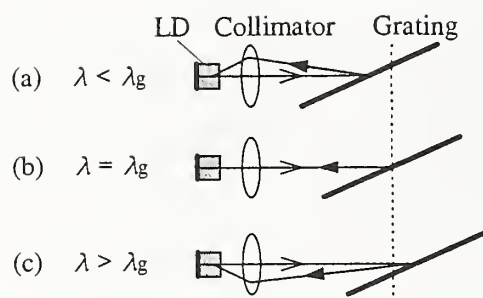 LD Collimator Grating
(a) λ < λg
(b) λ = λg
(c) λ > λg